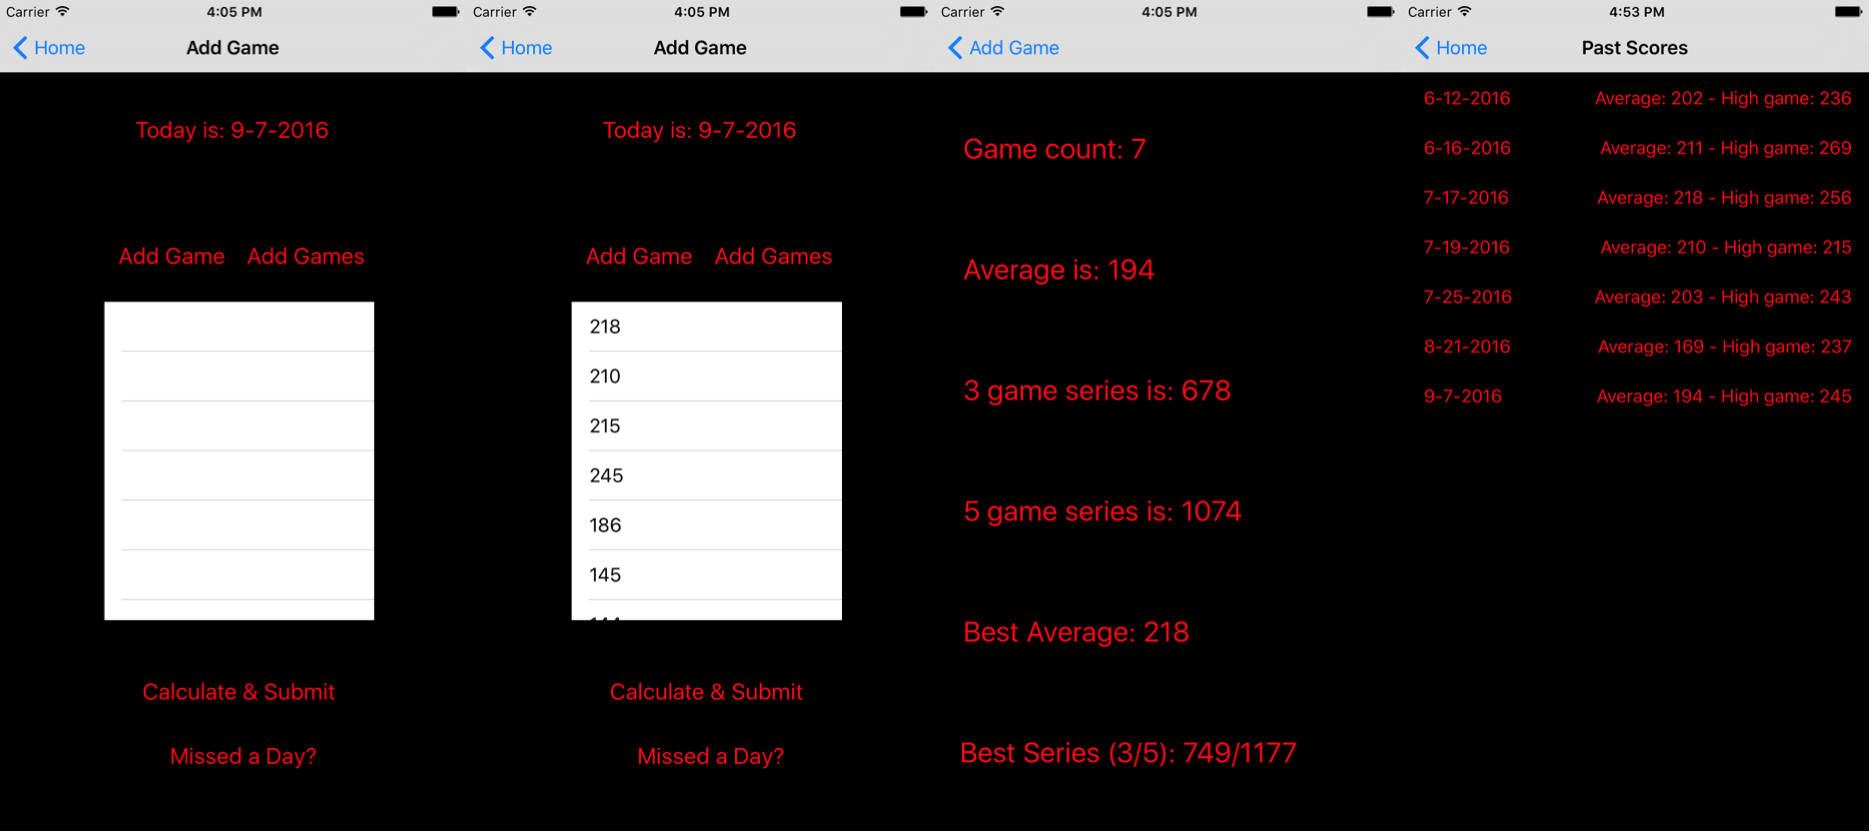 Carrier 4:05 PM
Home Add Game
Today is: 9-7-2016
Add Game Add Games
Calculate & Submit
Missed a Day?
Carrier 4:05 PM
Home Add Game
Today is: 9-7-2016
Add Game Add Games
218
210
215
245
186
145
Calculate & Submit
Missed a Day?
Carrier 4:05 PM
Add Game
Game count: 7
Average is: 194
3 game series is: 678
5 game series is: 1074
Best Average: 218
Best Series (3/5): 749/1177
Carrier 4:53 PM
Home Past Scores
6-12-2016 Average: 202 - High game: 236
6-16-2016 Average: 211 - High game: 269
7-17-2016 Average: 218 - High game: 256
7-19-2016 Average: 210 - High game: 215
7-25-2016 Average: 203 - High game: 243
8-21-2016 Average: 169 - High game: 237
9-7-2016 Average: 194 - High game: 245